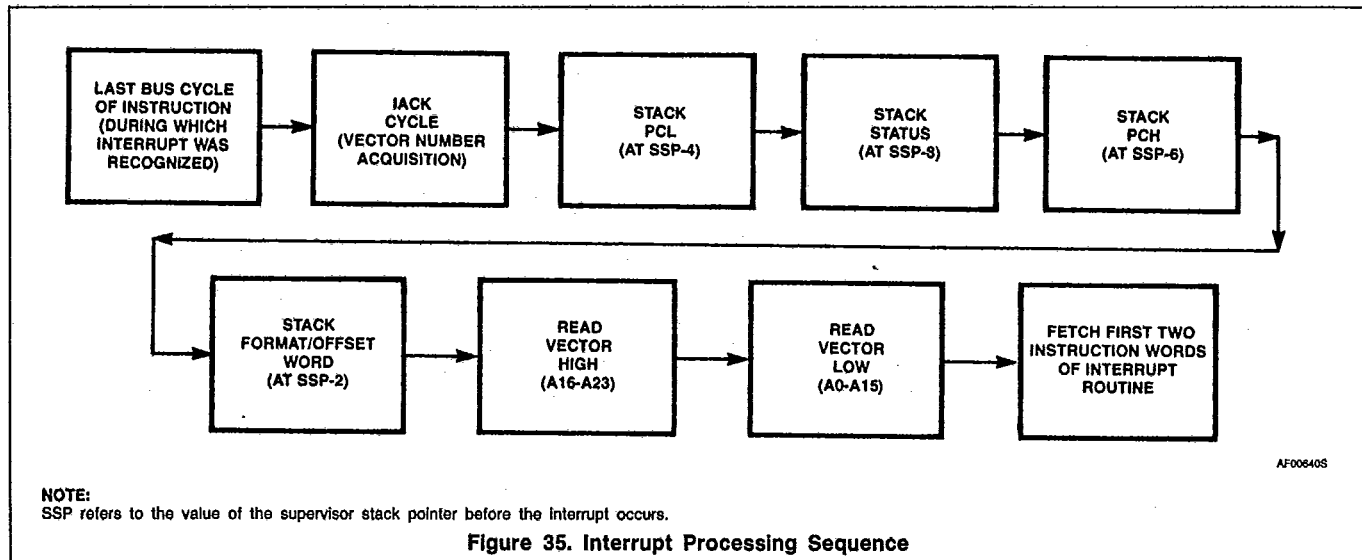 LAST BUS CYCLE
OF INSTRUCTION
(DURING WHICH
INTERRUPT WAS
RECOGNIZED)
IACK
CYCLE
(VECTOR NUMBER
ACQUISITION)
STACK
PCL
(AT SSP-4)
STACK
STATUS
(AT SSP-8)
STACK
PCH
(AT SSP-6)
STACK
FORMAT/OFFSET
WORD
(AT SSP-2)
READ
VECTOR
HIGH
(A16-A23)
READ
VECTOR
LOW
(A0-A15)
FETCH FIRST TWO
INSTRUCTION WORDS
OF INTERRUPT
ROUTINE
AF00640S
NOTE:
SSP refers to the value of the supervisor stack pointer before the interrupt occurs.
Figure 35. Interrupt Processing Sequence